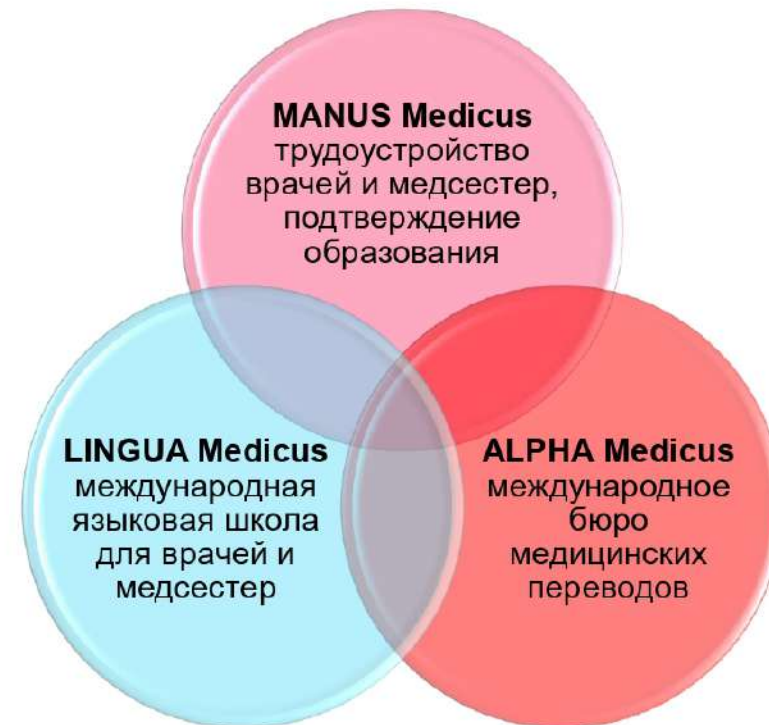 MANUS Medicus
трудоустройство
врачей и медсестер,
подтверждение
образования
LINGUA Medicus
международная
языковая школа
для врачей и
медсестер
ALPHA Medicus
международное
бюро
медицинских
переводов